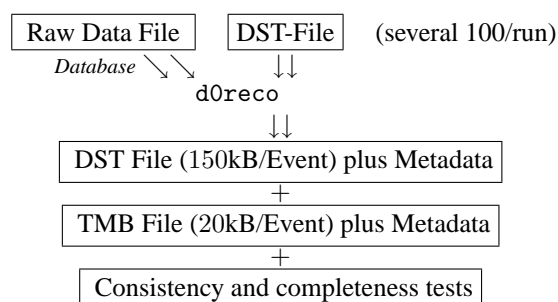 Raw Data File DST-File (several 100/run)
Database ↘ ↘ ↓↓
d0reco
↓↓
DST File (150kB/Event) plus Metadata
+
TMB File (20kB/Event) plus Metadata
+
Consistency and completeness tests